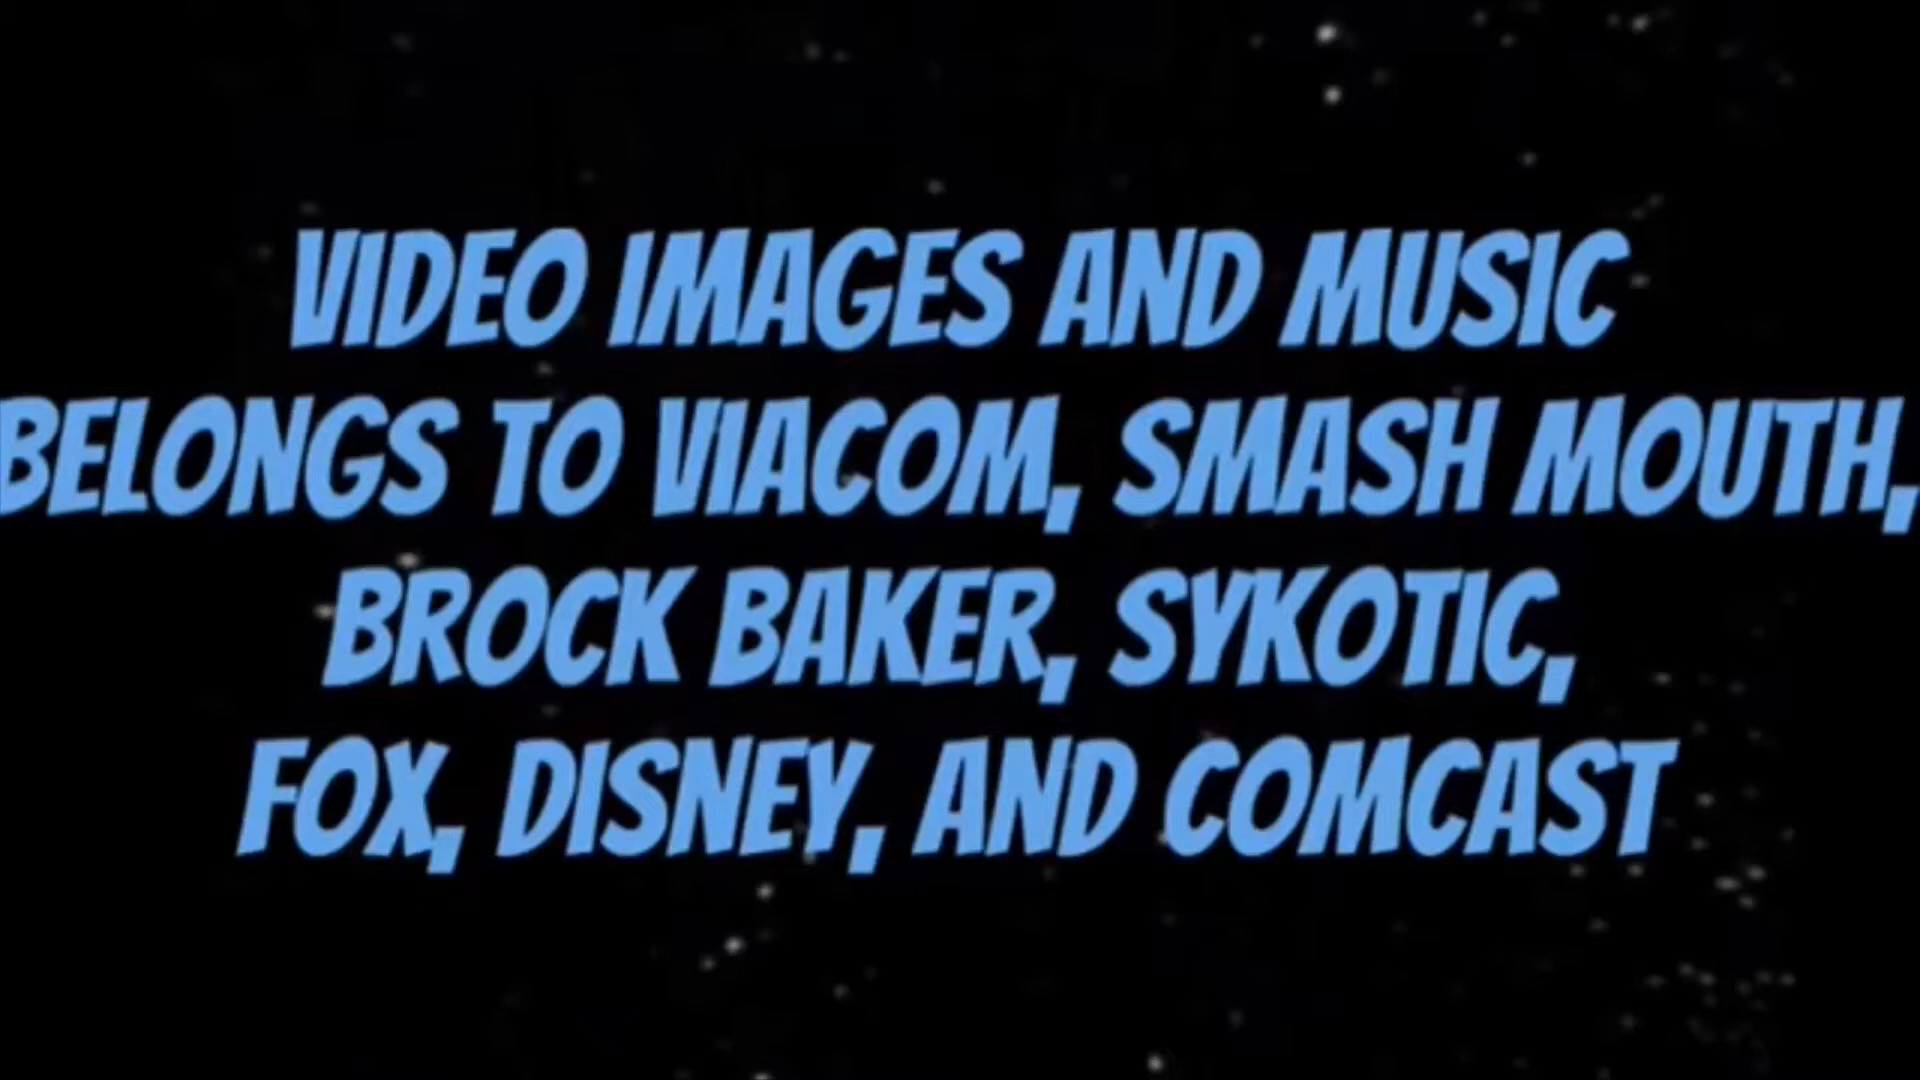 VIDEO IMAGES AND MUSIC
BELONGS TO VIACOM, SMASH MOUTH,
BROCK BAKER, SYKOTIC,
FOX, DISNEY, AND COMCAST